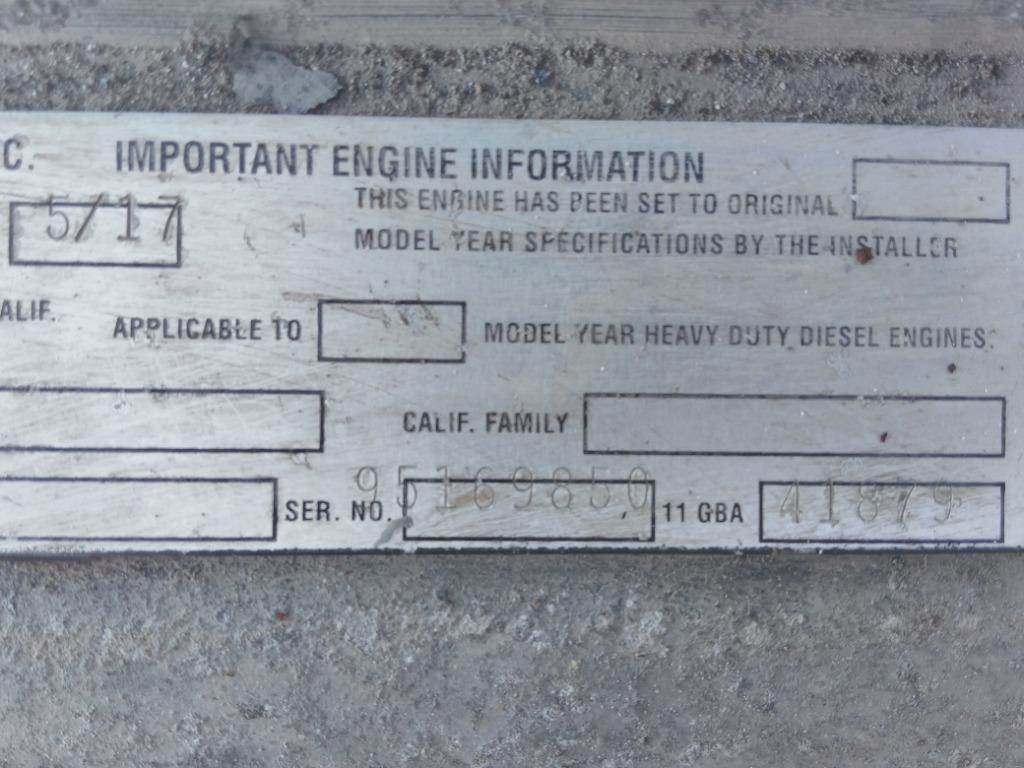 C. IMPORTANT ENGINE INFORMATION
5/17 THIS ENGINE HAS BEEN SET TO ORIGINAL
MODEL YEAR SPECIFICATIONS BY THE INSTALLER
ALIF. APPLICABLE TO MODEL YEAR HEAVY DUTY DIESEL ENGINES.
CALIF. FAMILY
SER. NO. 95169850 11 GBA 41879